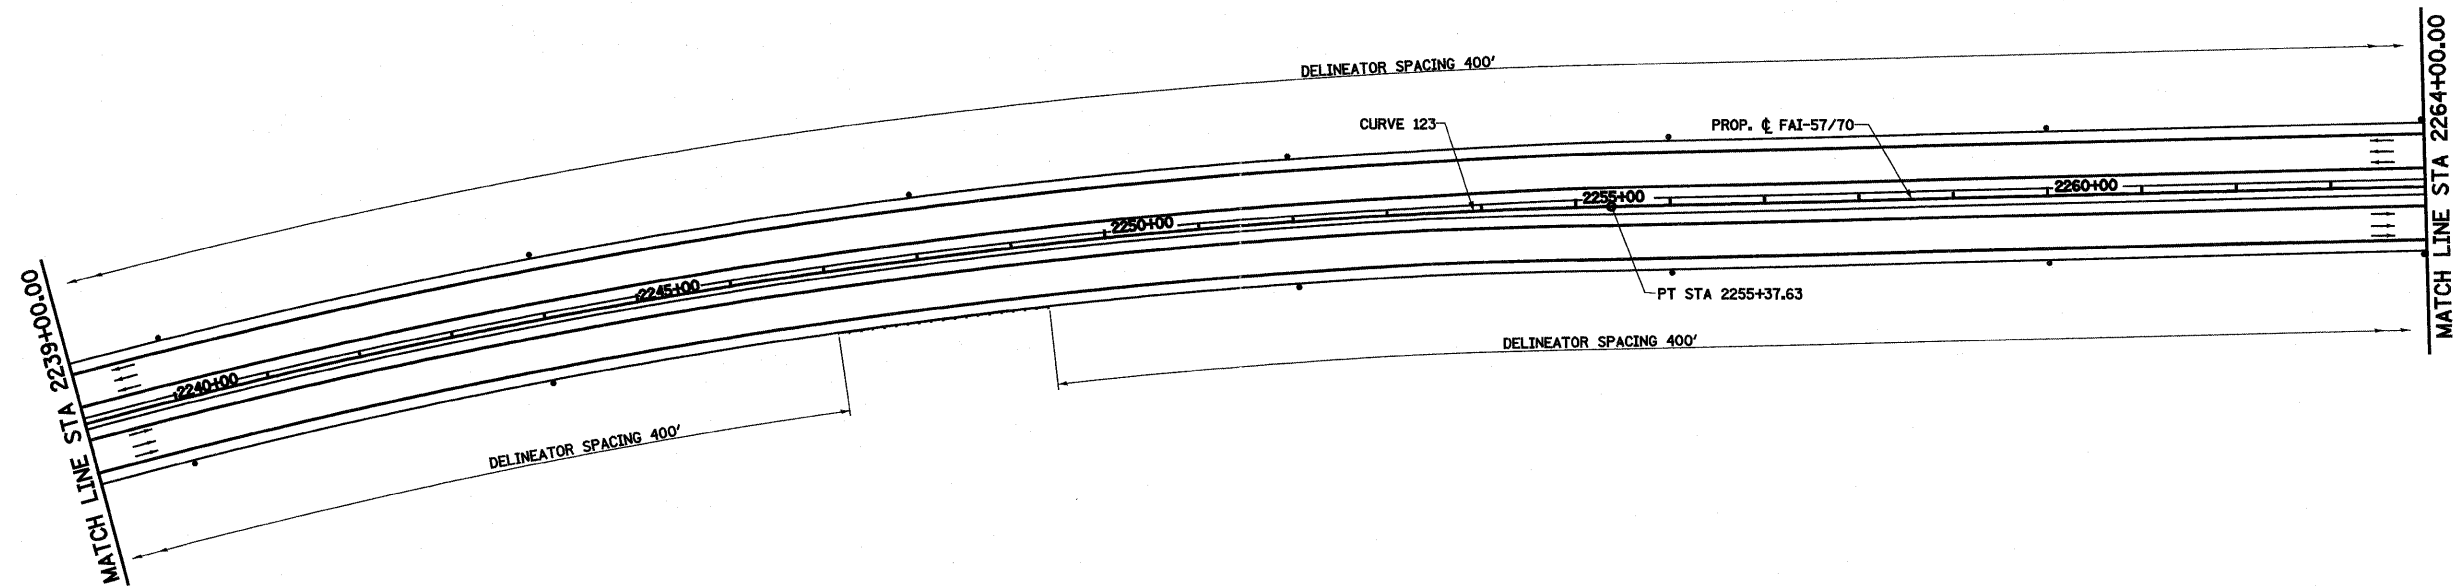 DELINEATOR SPACING 400'
CURVE 123
PROP. ℄ FAI-57/70
MATCH LINE STA 2264+00.00
2260+00
2255+00
2250+00
2245+00
2240+00
MATCH LINE STA 2239+00.00
PT STA 2255+37.63
DELINEATOR SPACING 400'
DELINEATOR SPACING 400'